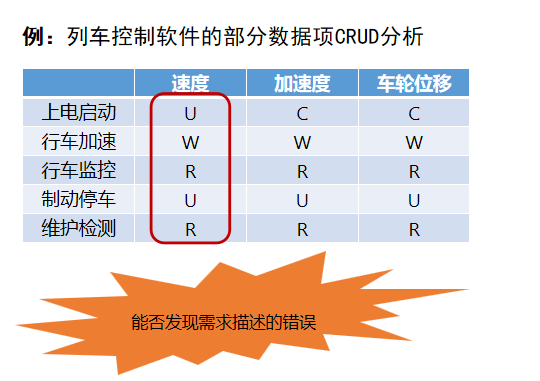 例：列车控制软件的部分数据项CRUD分析
速度 加速度 车轮位移
上电启动 U C C
行车加速 W W W
行车监控 R R R
制动停车 U U U
维护检测 R R R
能否发现需求描述的错误